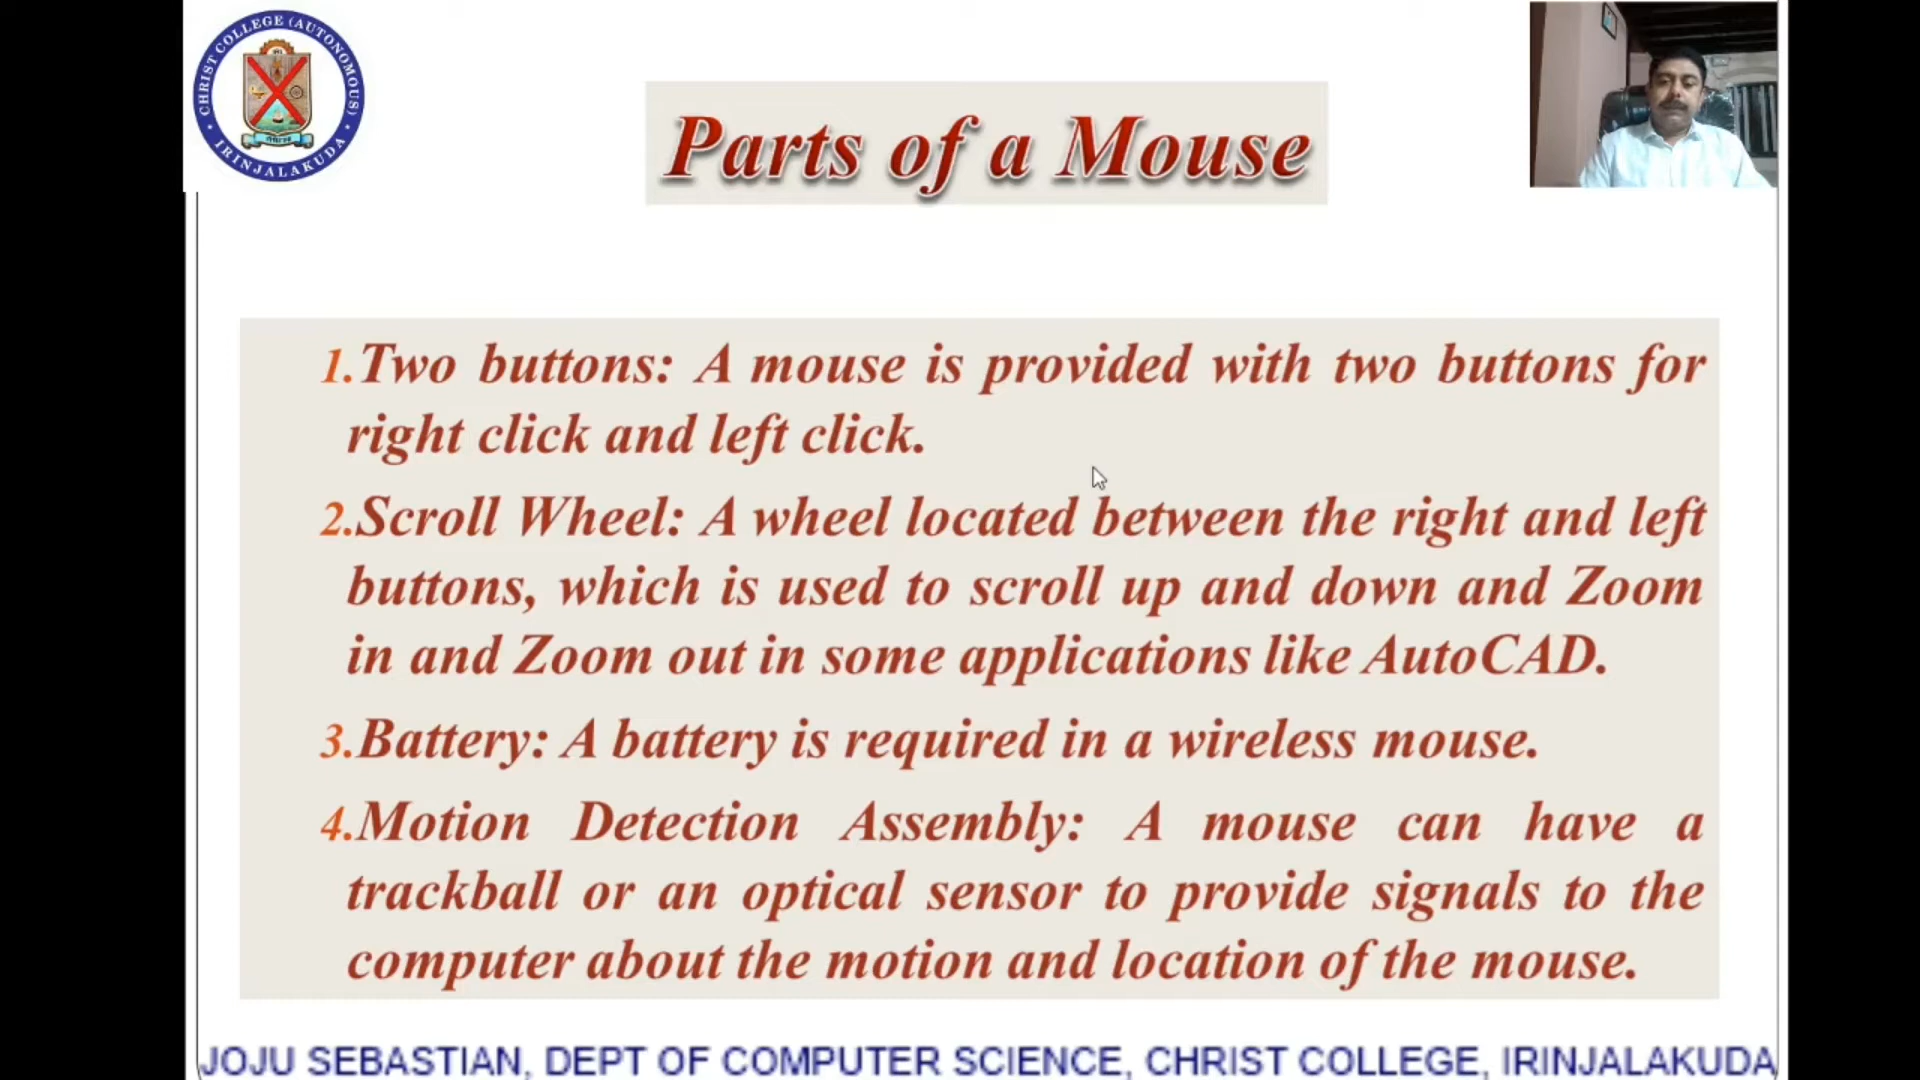 CHRIST COLLEGE (AUTONOMOUS)
IRINJALAKUDA
Parts of a Mouse
1.Two buttons: A mouse is provided with two buttons for
right click and left click.
2.Scroll Wheel: A wheel located between the right and left
buttons, which is used to scroll up and down and Zoom
in and Zoom out in some applications like AutoCAD.
3.Battery: A battery is required in a wireless mouse.
4.Motion Detection Assembly: A mouse can have a
trackball or an optical sensor to provide signals to the
computer about the motion and location of the mouse.
JOJU SEBASTIAN, DEPT OF COMPUTER SCIENCE, CHRIST COLLEGE, IRINJALAKUDA